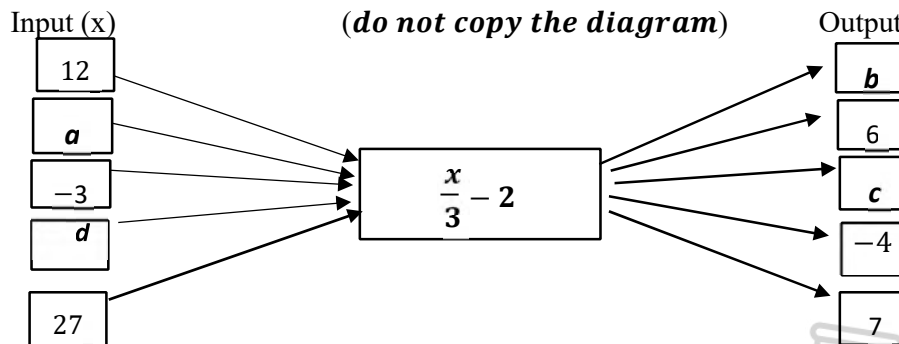 Input (x) (do not copy the diagram) Output
12 b
a 6
−3 x/3 − 2 c
d −4
27 7